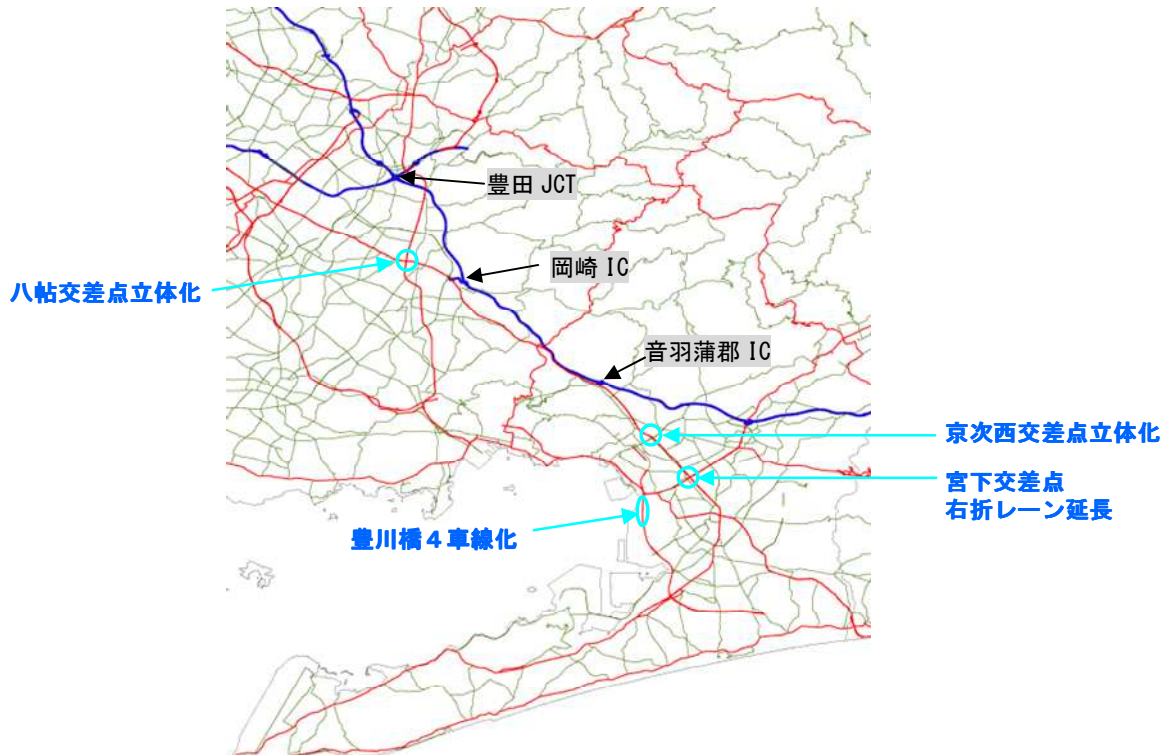 豊田 JCT
岡崎 IC
八帖交差点立体化
音羽蒲郡 IC
京次西交差点立体化
宮下交差点
右折レーン延長
豊川橋４車線化